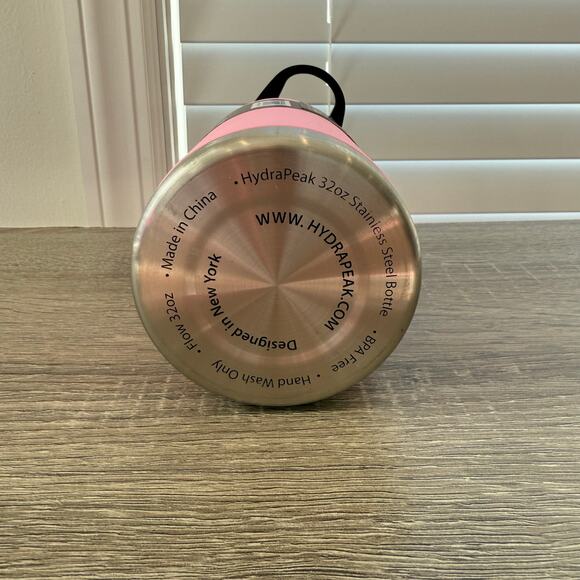 • HydraPeak 32oz Stainless Steel Bottle
• BPA Free
• Hand Wash Only
• Flow 32oz
• Made in China
WWW. HYDRAPEAK.COM
Designed in New York